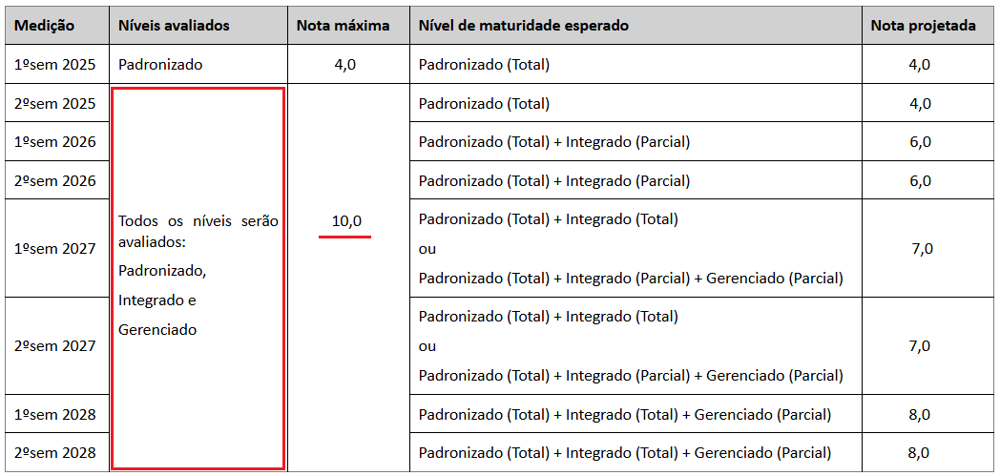 Medição Níveis avaliados Nota máxima Nível de maturidade esperado Nota projetada
1ºsem 2025 Padronizado 4,0 Padronizado (Total) 4,0
2ºsem 2025 Padronizado (Total) 4,0
1ºsem 2026 Padronizado (Total) + Integrado (Parcial) 6,0
2ºsem 2026 Padronizado (Total) + Integrado (Parcial) 6,0
Todos os níveis serão
avaliados:
Padronizado,
Integrado e
Gerenciado
10,0
1ºsem 2027
Padronizado (Total) + Integrado (Total)
ou
Padronizado (Total) + Integrado (Parcial) + Gerenciado (Parcial)
7,0
2ºsem 2027
Padronizado (Total) + Integrado (Total)
ou
Padronizado (Total) + Integrado (Parcial) + Gerenciado (Parcial)
7,0
1ºsem 2028 Padronizado (Total) + Integrado (Total) + Gerenciado (Parcial) 8,0
2ºsem 2028 Padronizado (Total) + Integrado (Total) + Gerenciado (Parcial) 8,0